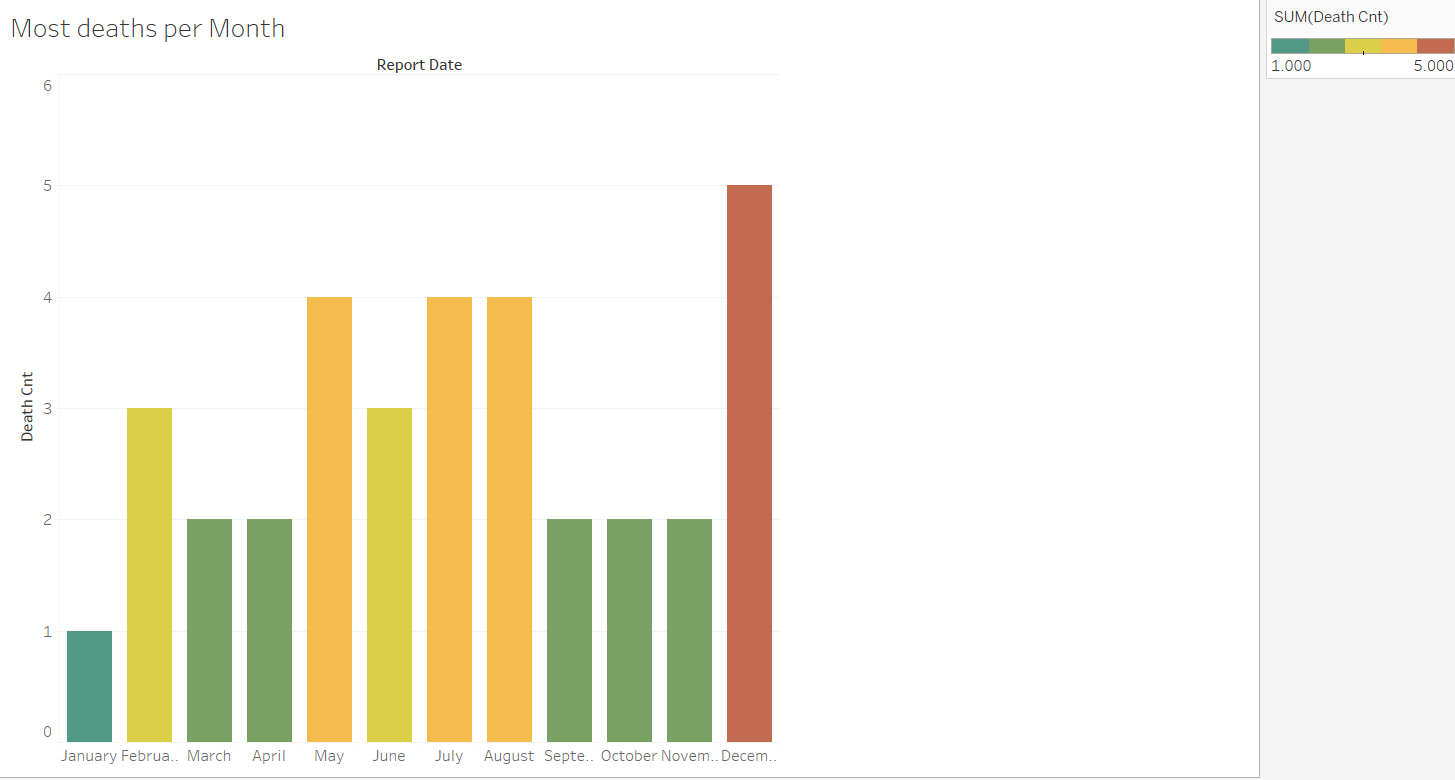 Most deaths per Month
SUM(Death Cnt)
1.000 5.000
Report Date
6
5
4
3
2
1
0
Death Cnt
January Februa.. March April May June July August Septe.. October Novem.. Decem..